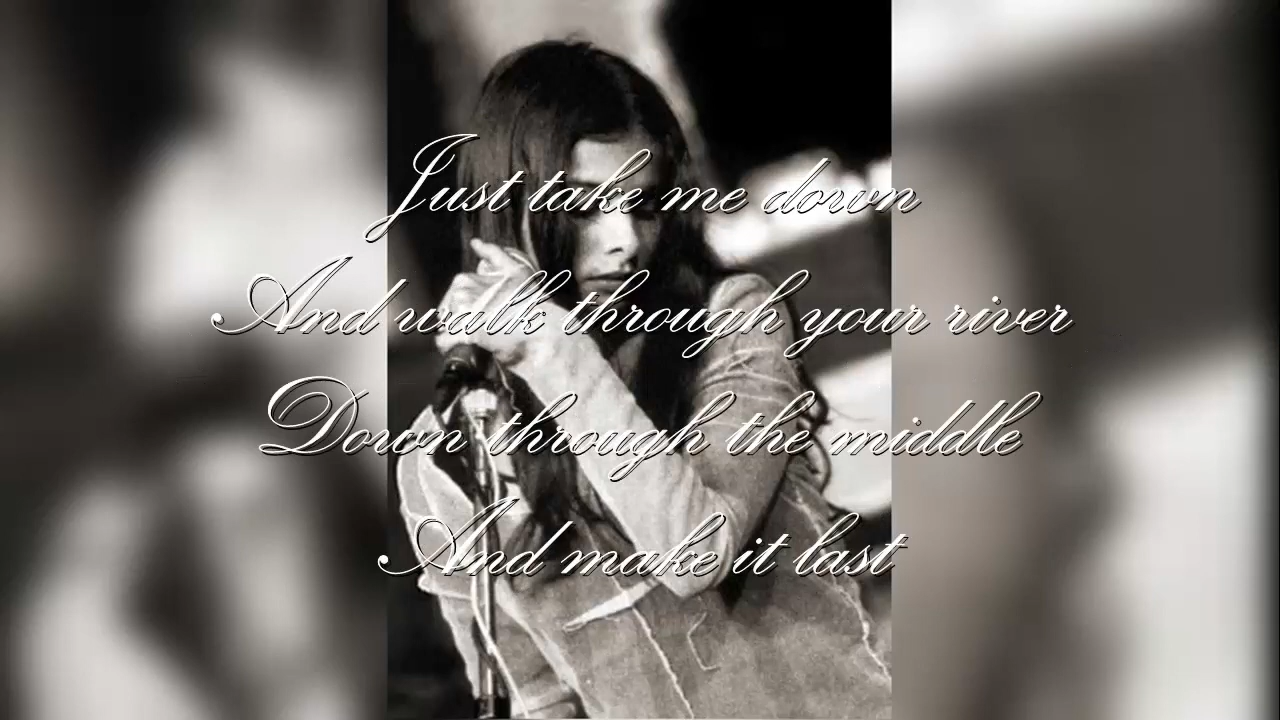 Just take me down
And walk through your river
Down through the middle
And make it last